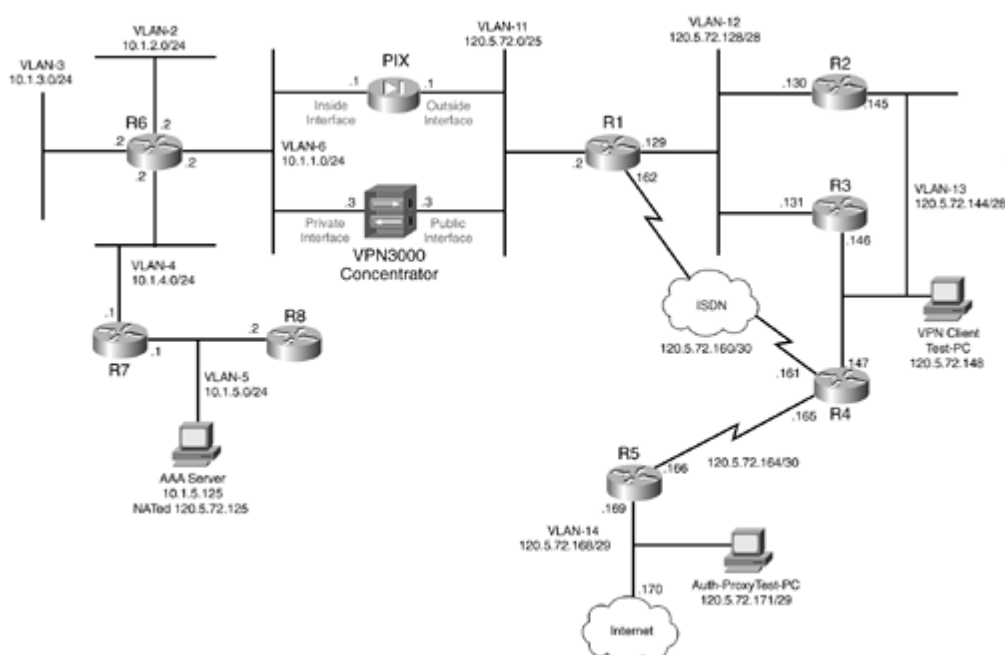 VLAN-2
10.1.2.0/24
VLAN-3
10.1.3.0/24
VLAN-11
120.5.72.0/25
VLAN-12
120.5.72.128/28
PIX
.1
.1
Inside
Interface
Outside
Interface
R6
.2
.2
.2
.2
VLAN-6
10.1.1.0/24
R1
.2
.129
.162
R2
.130
.145
R3
.131
.146
VLAN-13
120.5.72.144/28
.3
.3
Private
Interface
Public
Interface
VPN3000
Concentrator
VLAN-4
10.1.4.0/24
.1
R7
.1
.2
R8
VLAN-5
10.1.5.0/24
AAA Server
10.1.5.125
NATed 120.5.72.125
ISDN
120.5.72.160/30
VPN Client
Test-PC
120.5.72.148
.161
.147
R4
.165
120.5.72.164/30
R5
.166
.169
VLAN-14
120.5.72.168/29
.170
Auth-ProxyTest-PC
120.5.72.171/29
Internet